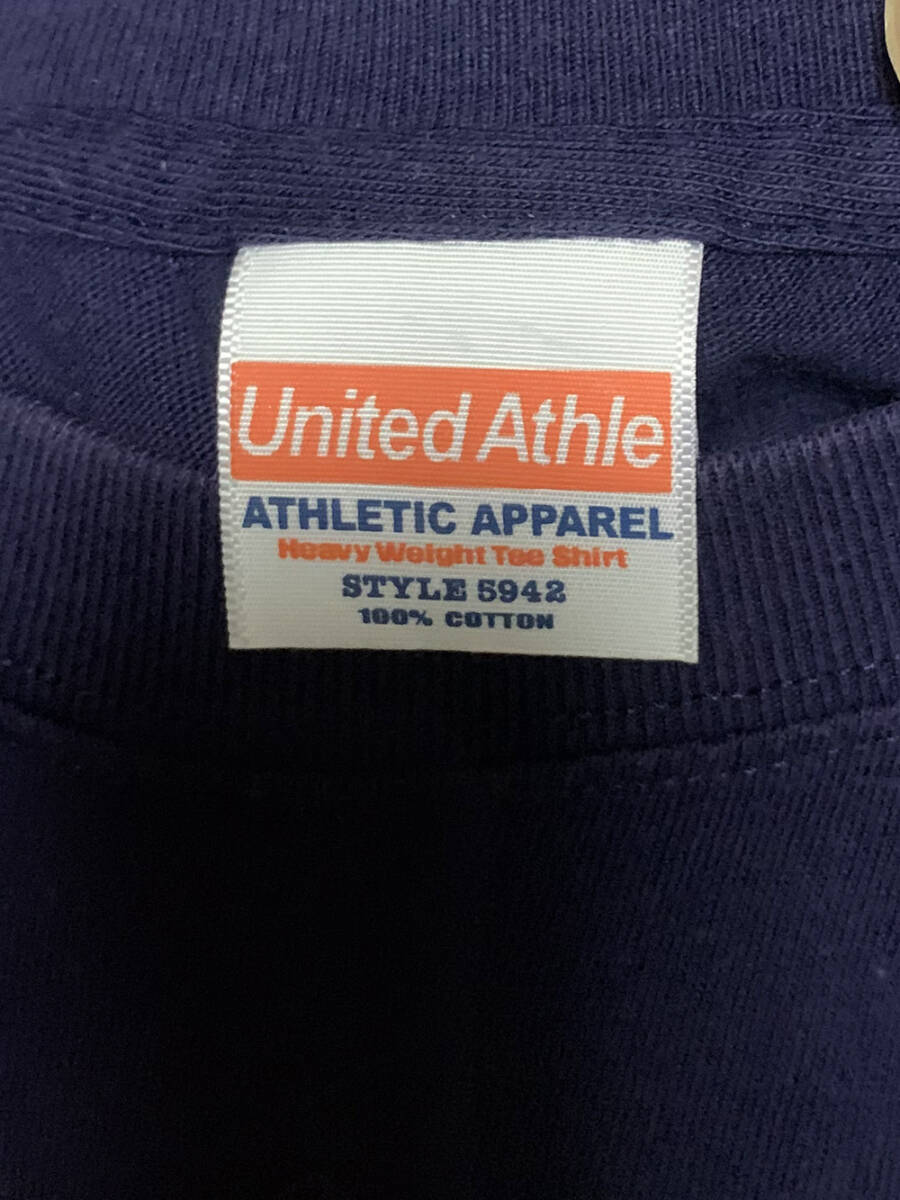 United Athle
ATHLETIC APPAREL
Heavy Weight Tee Shirt
STYLE 5942
100% COTTON